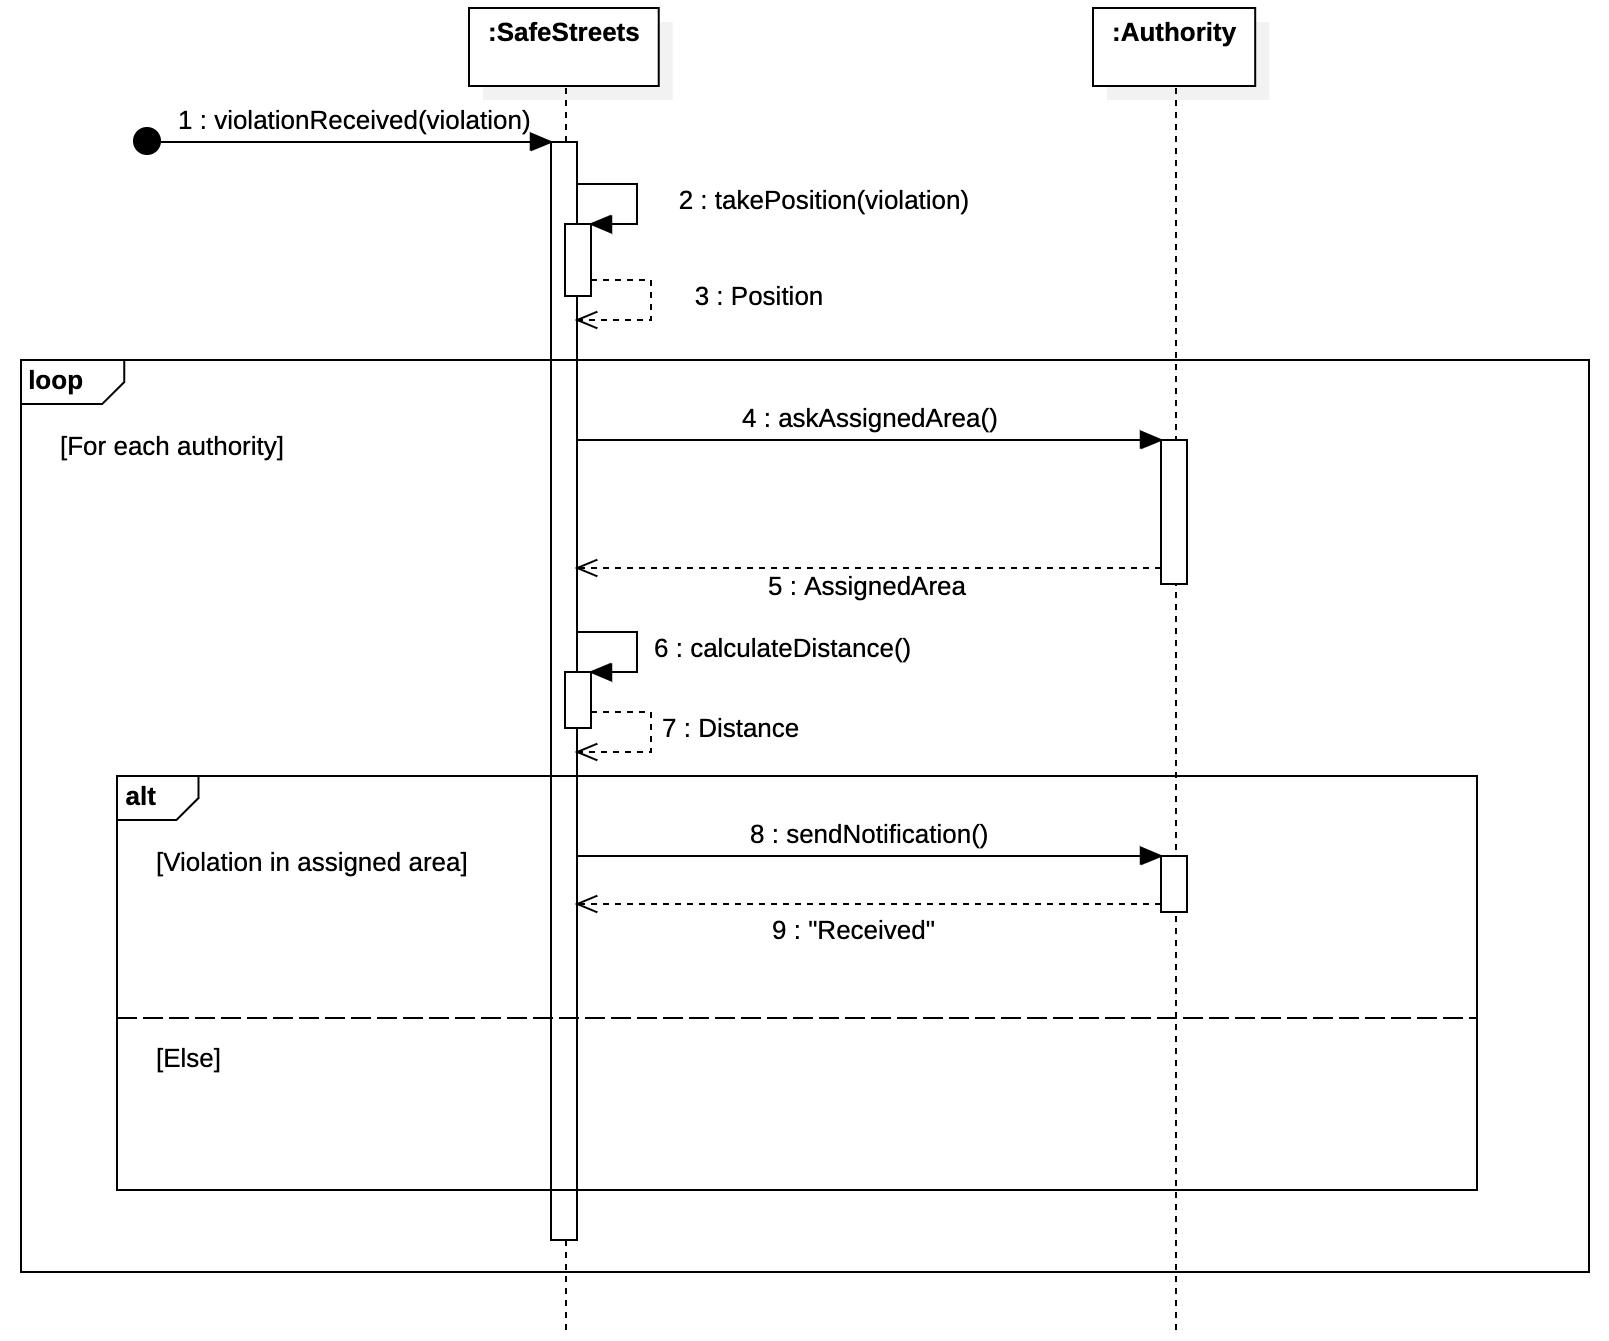 :SafeStreets
:Authority
1 : violationReceived(violation)
2 : takePosition(violation)
3 : Position
loop
[For each authority]
4 : askAssignedArea()
5 : AssignedArea
6 : calculateDistance()
7 : Distance
alt
[Violation in assigned area]
8 : sendNotification()
9 : "Received"
[Else]